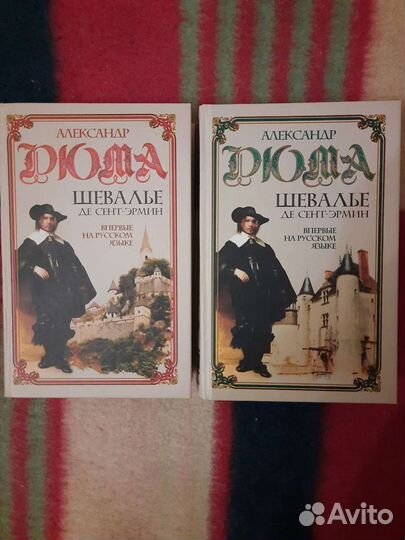 АЛЕКСАНДР
ДЮМА
ШЕВАЛЬЕ
ДЕ СЕНТ-ЭРМИН
ВПЕРВЫЕ
НА РУССКОМ
ЯЗЫКЕ
АЛЕКСАНДР
ДЮМА
ШЕВАЛЬЕ
ДЕ СЕНТ-ЭРМИН
ВПЕРВЫЕ
НА РУССКОМ
ЯЗЫКЕ
Avito